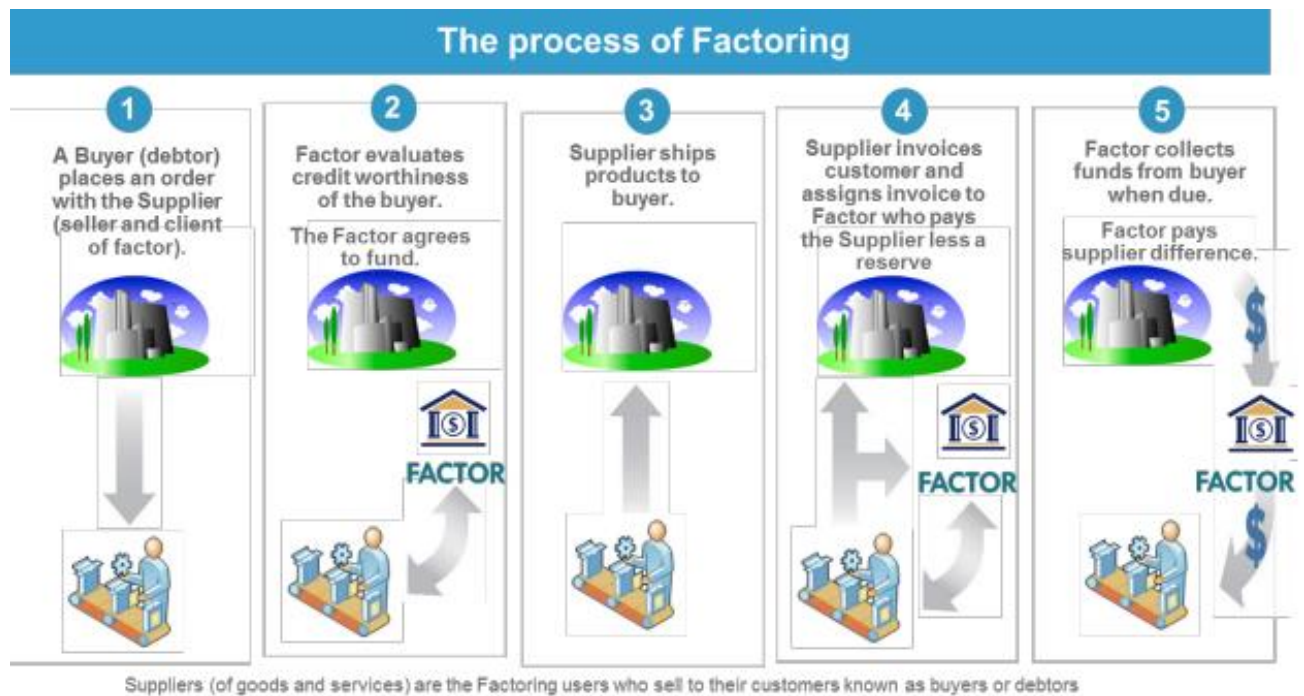 The process of Factoring
1
A Buyer (debtor)
places an order
with the Supplier
(seller and client
of factor).
2
Factor evaluates
credit worthiness
of the buyer.
The Factor agrees
to fund.
FACTOR
3
Supplier ships
products to
buyer.
4
Supplier invoices
customer and
assigns invoice to
Factor who pays
the Supplier less a
reserve
FACTOR
5
Factor collects
funds from buyer
when due.
Factor pays
supplier difference.
$
FACTOR
$
Suppliers (of goods and services) are the Factoring users who sell to their customers known as buyers or debtors